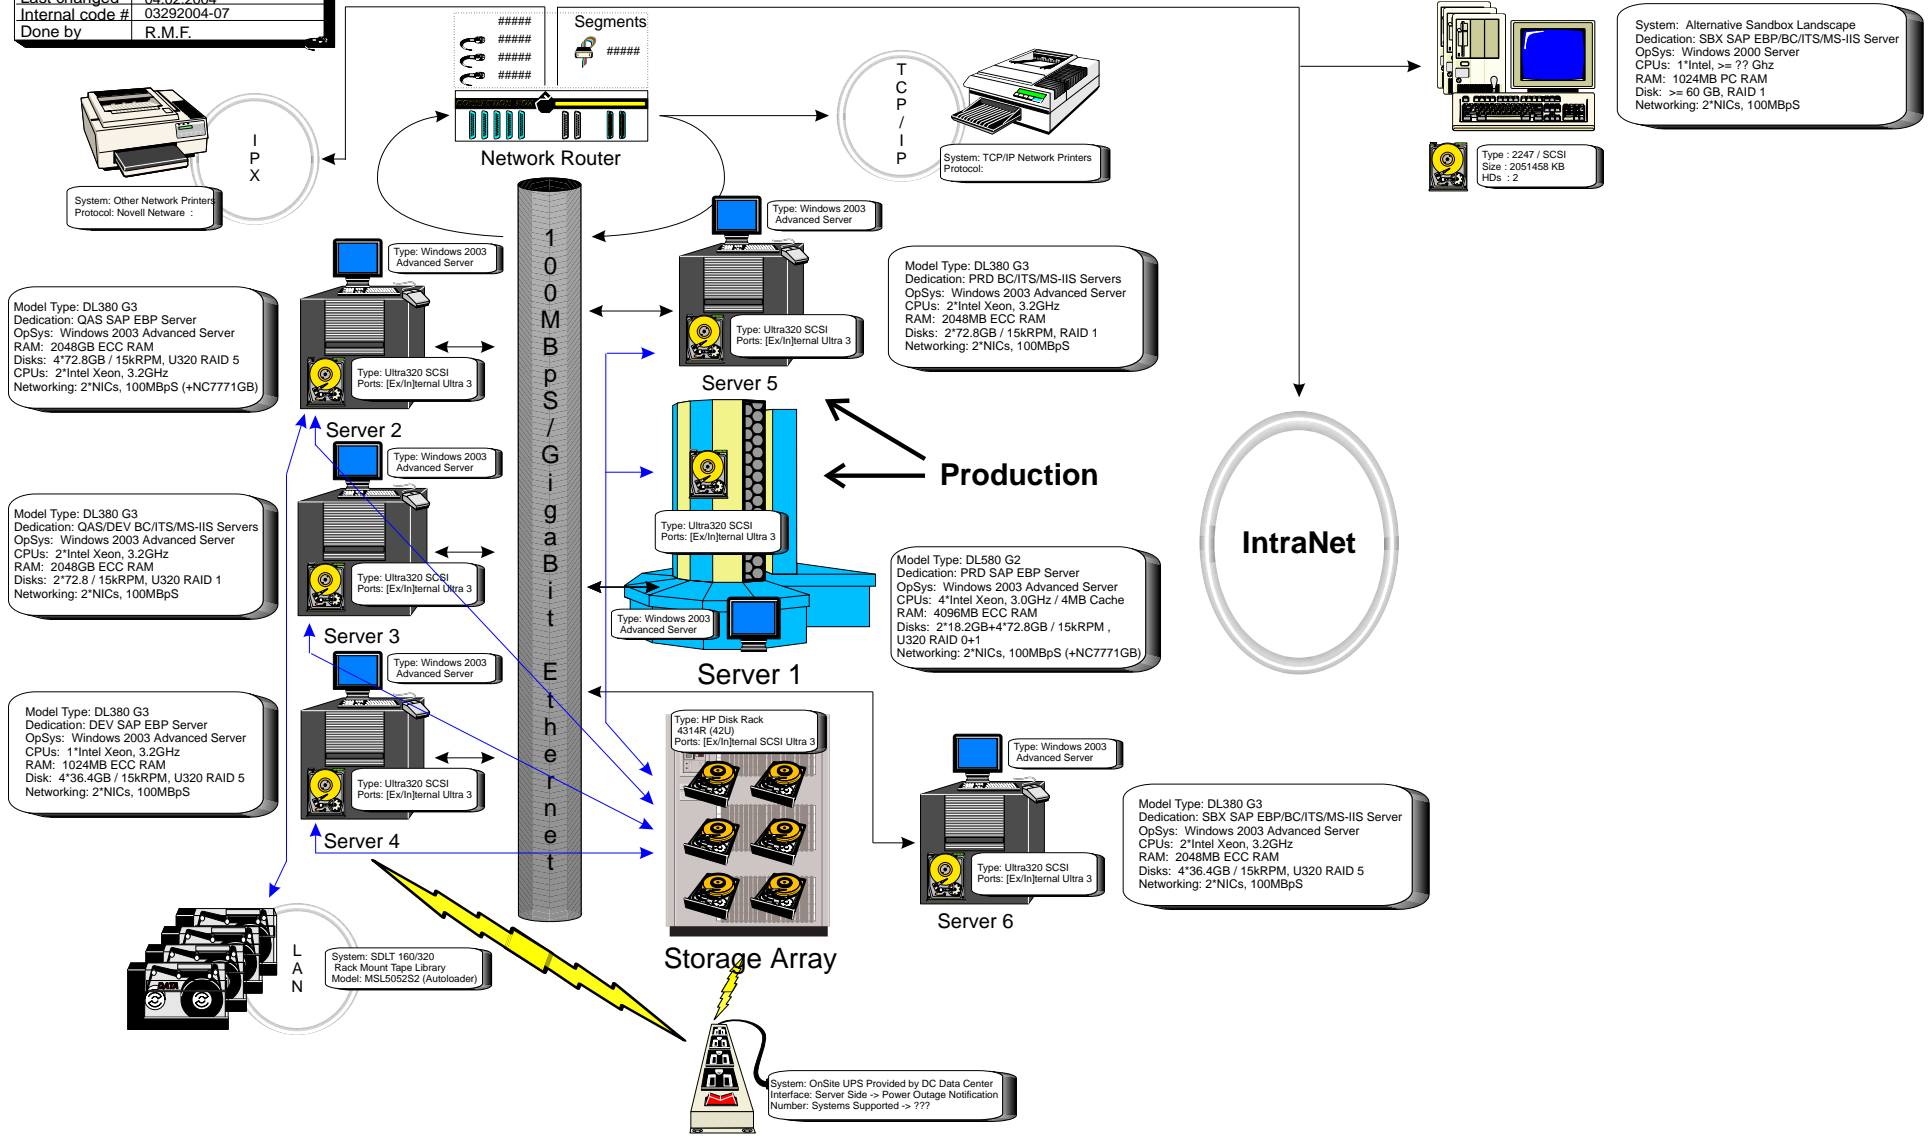 Last changed 04.02.2004
Internal code # 03292004-07
Done by R.M.F.
#####
#####
#####
#####
Segments
#####
Network Router
I
P
X
System: Other Network Printers
Protocol: Novell Netware :
T
C
P
/
I
P
System: TCP/IP Network Printers
Protocol:
System: Alternative Sandbox Landscape
Dedication: SBX SAP EBP/BC/ITS/MS-IIS Server
OpSys: Windows 2000 Server
CPUs: 1*Intel, >= ?? Ghz
RAM: 1024MB PC RAM
Disk: >= 60 GB, RAID 1
Networking: 2*NICs, 100MBpS
Type : 2247 / SCSI
Size : 2051458 KB
HDs : 2
100MBpS/GigaBit Ethernet
Type: Windows 2003
Advanced Server
Model Type: DL380 G3
Dedication: QAS SAP EBP Server
OpSys: Windows 2003 Advanced Server
RAM: 2048GB ECC RAM
Disks: 4*72.8GB / 15kRPM, U320 RAID 5
CPUs: 2*Intel Xeon, 3.2GHz
Networking: 2*NICs, 100MBpS (+NC7771GB)
Type: Ultra320 SCSI
Ports: [Ex/In]ternal Ultra 3
Server 2
Type: Windows 2003
Advanced Server
Model Type: DL380 G3
Dedication: QAS/DEV BC/ITS/MS-IIS Servers
OpSys: Windows 2003 Advanced Server
CPUs: 2*Intel Xeon, 3.2GHz
RAM: 2048GB ECC RAM
Disks: 2*72.8 / 15kRPM, U320 RAID 1
Networking: 2*NICs, 100MBpS
Type: Ultra320 SCSI
Ports: [Ex/In]ternal Ultra 3
Server 3
Type: Windows 2003
Advanced Server
Model Type: DL380 G3
Dedication: DEV SAP EBP Server
OpSys: Windows 2003 Advanced Server
CPUs: 1*Intel Xeon, 3.2GHz
RAM: 1024MB ECC RAM
Disk: 4*36.4GB / 15kRPM, U320 RAID 5
Networking: 2*NICs, 100MBpS
Type: Ultra320 SCSI
Ports: [Ex/In]ternal Ultra 3
Server 4
Type: Windows 2003
Advanced Server
Type: Ultra320 SCSI
Ports: [Ex/In]ternal Ultra 3
Model Type: DL380 G3
Dedication: PRD BC/ITS/MS-IIS Servers
OpSys: Windows 2003 Advanced Server
CPUs: 2*Intel Xeon, 3.2GHz
RAM: 2048MB ECC RAM
Disks: 2*72.8GB / 15kRPM, RAID 1
Networking: 2*NICs, 100MBpS
Server 5
Production
Type: Ultra320 SCSI
Ports: [Ex/In]ternal Ultra 3
Model Type: DL580 G2
Dedication: PRD SAP EBP Server
OpSys: Windows 2003 Advanced Server
CPUs: 4*Intel Xeon, 3.0GHz / 4MB Cache
RAM: 4096MB ECC RAM
Disks: 2*18.2GB+4*72.8GB / 15kRPM ,
U320 RAID 0+1
Networking: 2*NICs, 100MBpS (+NC7771GB)
Type: Windows 2003
Advanced Server
Server 1
IntraNet
Type: HP Disk Rack
4314R (42U)
Ports: [Ex/In]ternal SCSI Ultra 3
Storage Array
Type: Windows 2003
Advanced Server
Type: Ultra320 SCSI
Ports: [Ex/In]ternal Ultra 3
Server 6
Model Type: DL380 G3
Dedication: SBX SAP EBP/BC/ITS/MS-IIS Server
OpSys: Windows 2003 Advanced Server
CPUs: 2*Intel Xeon, 3.2GHz
RAM: 2048MB ECC RAM
Disks: 4*36.4GB / 15kRPM, U320 RAID 5
Networking: 2*NICs, 100MBpS
DATA
L
A
N
System: SDLT 160/320
Rack Mount Tape Library
Model: MSL5052S2 (Autoloader)
System: OnSite UPS Provided by DC Data Center
Interface: Server Side -> Power Outage Notification
Number: Systems Supported -> ???